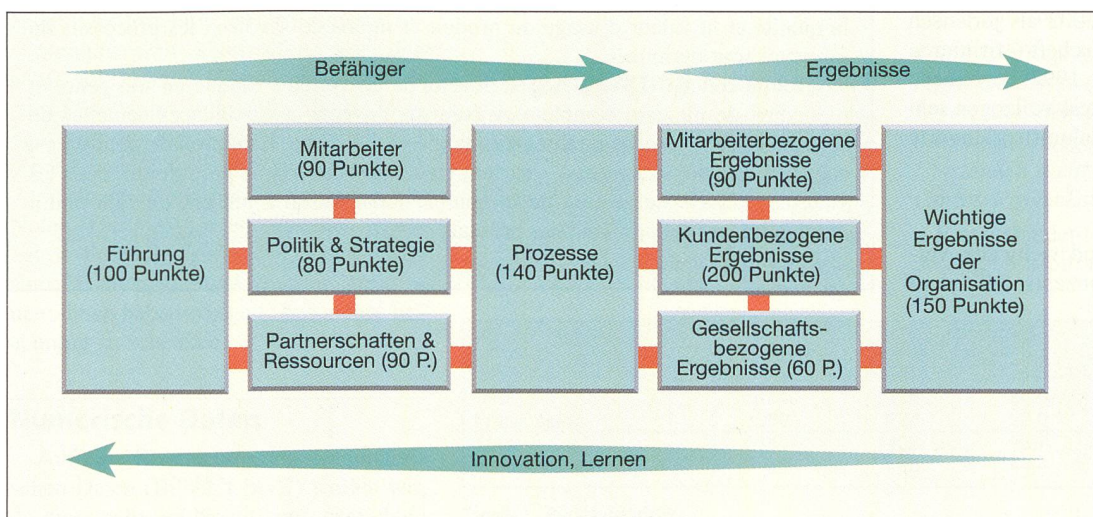 Befähiger
Ergebnisse
Führung
(100 Punkte)
Mitarbeiter
(90 Punkte)
Politik & Strategie
(80 Punkte)
Partnerschaften &
Ressourcen (90 P.)
Prozesse
(140 Punkte)
Mitarbeiterbezogene
Ergebnisse
(90 Punkte)
Kundenbezogene
Ergebnisse
(200 Punkte)
Gesellschafts-
bezogene
Ergebnisse (60 P.)
Wichtige
Ergebnisse
der
Organisation
(150 Punkte)
Innovation, Lernen